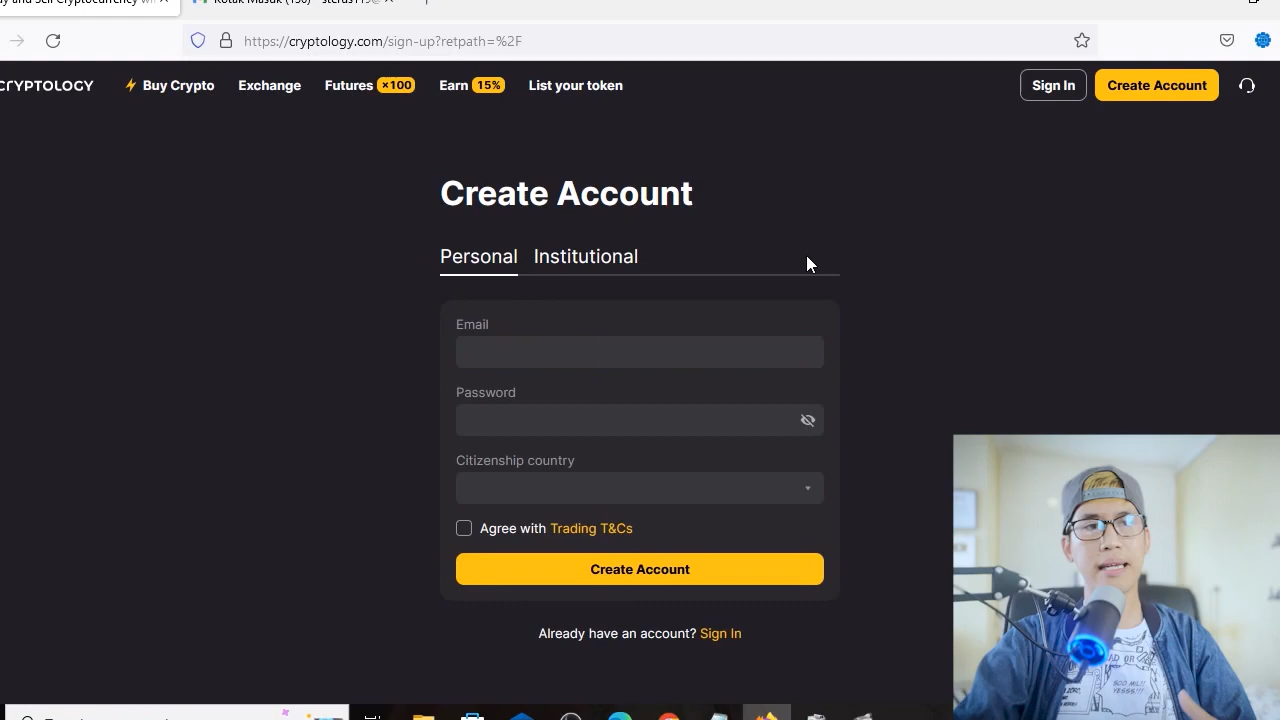 https://cryptology.com/sign-up?retpath=%2F
CRYPTOLOGY Buy Crypto Exchange Futures ×100 Earn 15% List your token Sign In Create Account
Create Account
Personal Institutional
Email
Password
Citizenship country
Agree with Trading T&Cs
Create Account
Already have an account? Sign In